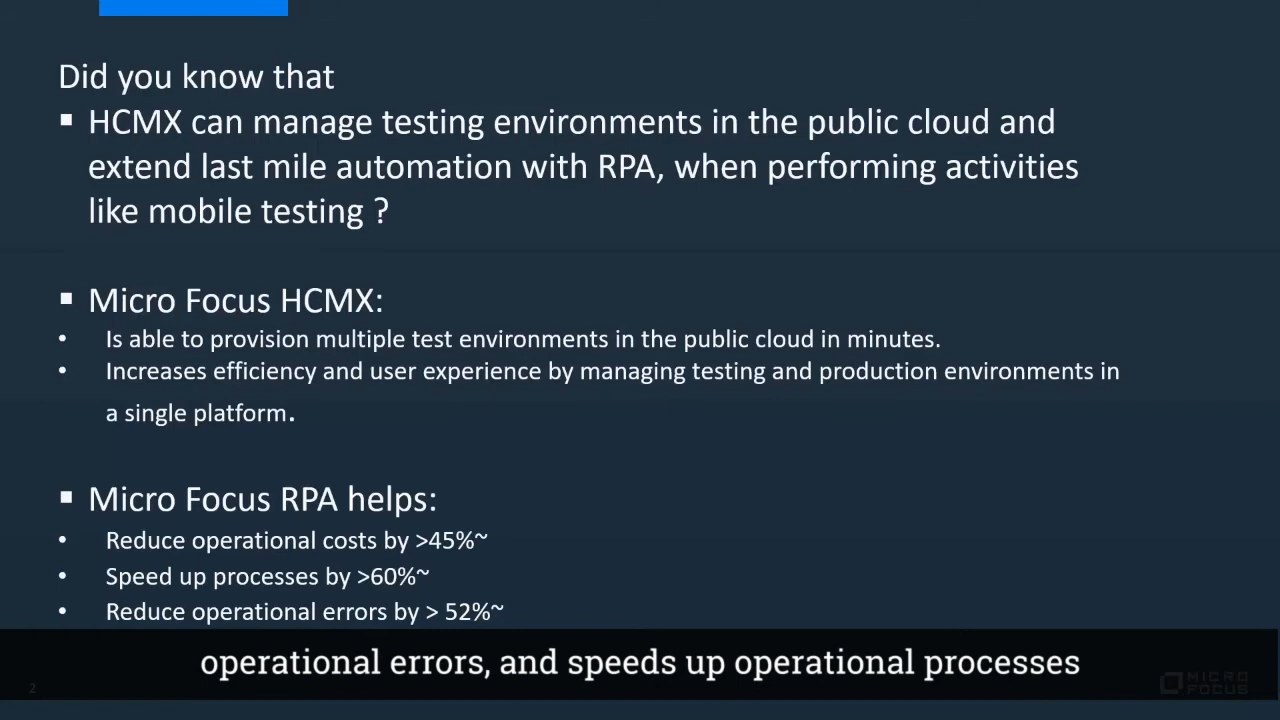 Did you know that
▪ HCMX can manage testing environments in the public cloud and
extend last mile automation with RPA, when performing activities
like mobile testing ?
▪ Micro Focus HCMX:
• Is able to provision multiple test environments in the public cloud in minutes.
• Increases efficiency and user experience by managing testing and production environments in
a single platform.
▪ Micro Focus RPA helps:
• Reduce operational costs by >45%~
• Speed up processes by >60%~
• Reduce operational errors by > 52%~
operational errors, and speeds up operational processes
2
MICRO
FOCUS